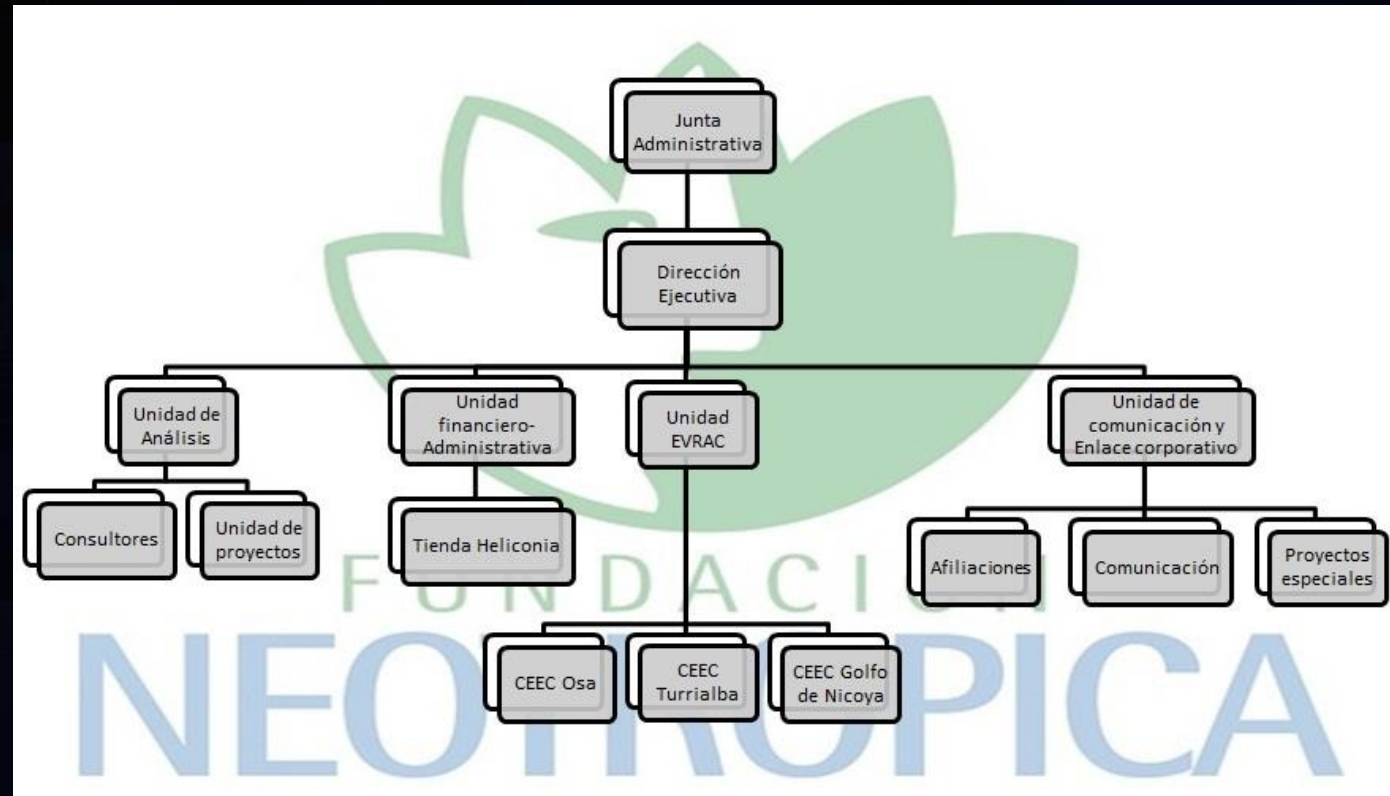 Junta
Administrativa
Dirección
Ejecutiva
Unidad de
Análisis
Unidad
financiero-
Administrativa
Unidad
EVRAC
Unidad de
comunicación y
Enlace corporativo
Consultores
Unidad de
proyectos
Tienda Heliconia
Afiliaciones
Comunicación
Proyectos
especiales
CEEC Osa
CEEC
Turrialba
CEEC Golfo
de Nicoya
FUNDACIÓN
NEOTROPICA